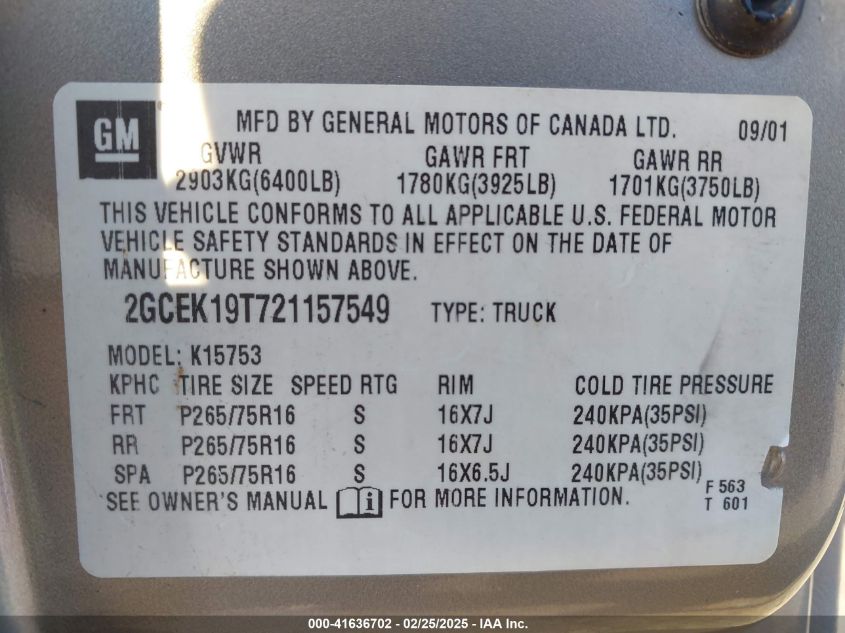 GM
MFD BY GENERAL MOTORS OF CANADA LTD. 09/01
GVWR GAWR FRT GAWR RR
2903KG(6400LB) 1780KG(3925LB) 1701KG(3750LB)
THIS VEHICLE CONFORMS TO ALL APPLICABLE U.S. FEDERAL MOTOR
VEHICLE SAFETY STANDARDS IN EFFECT ON THE DATE OF
MANUFACTURE SHOWN ABOVE.
2GCEK19T721157549 TYPE: TRUCK
MODEL: K15753
KPHC TIRE SIZE SPEED RTG RIM COLD TIRE PRESSURE
FRT P265/75R16 S 16X7J 240KPA(35PSI)
RR P265/75R16 S 16X7J 240KPA(35PSI)
SPA P265/75R16 S 16X6.5J 240KPA(35PSI)
SEE OWNER'S MANUAL i FOR MORE INFORMATION.
F 563
T 601
000-41636702 - 02/25/2025 - IAA Inc.